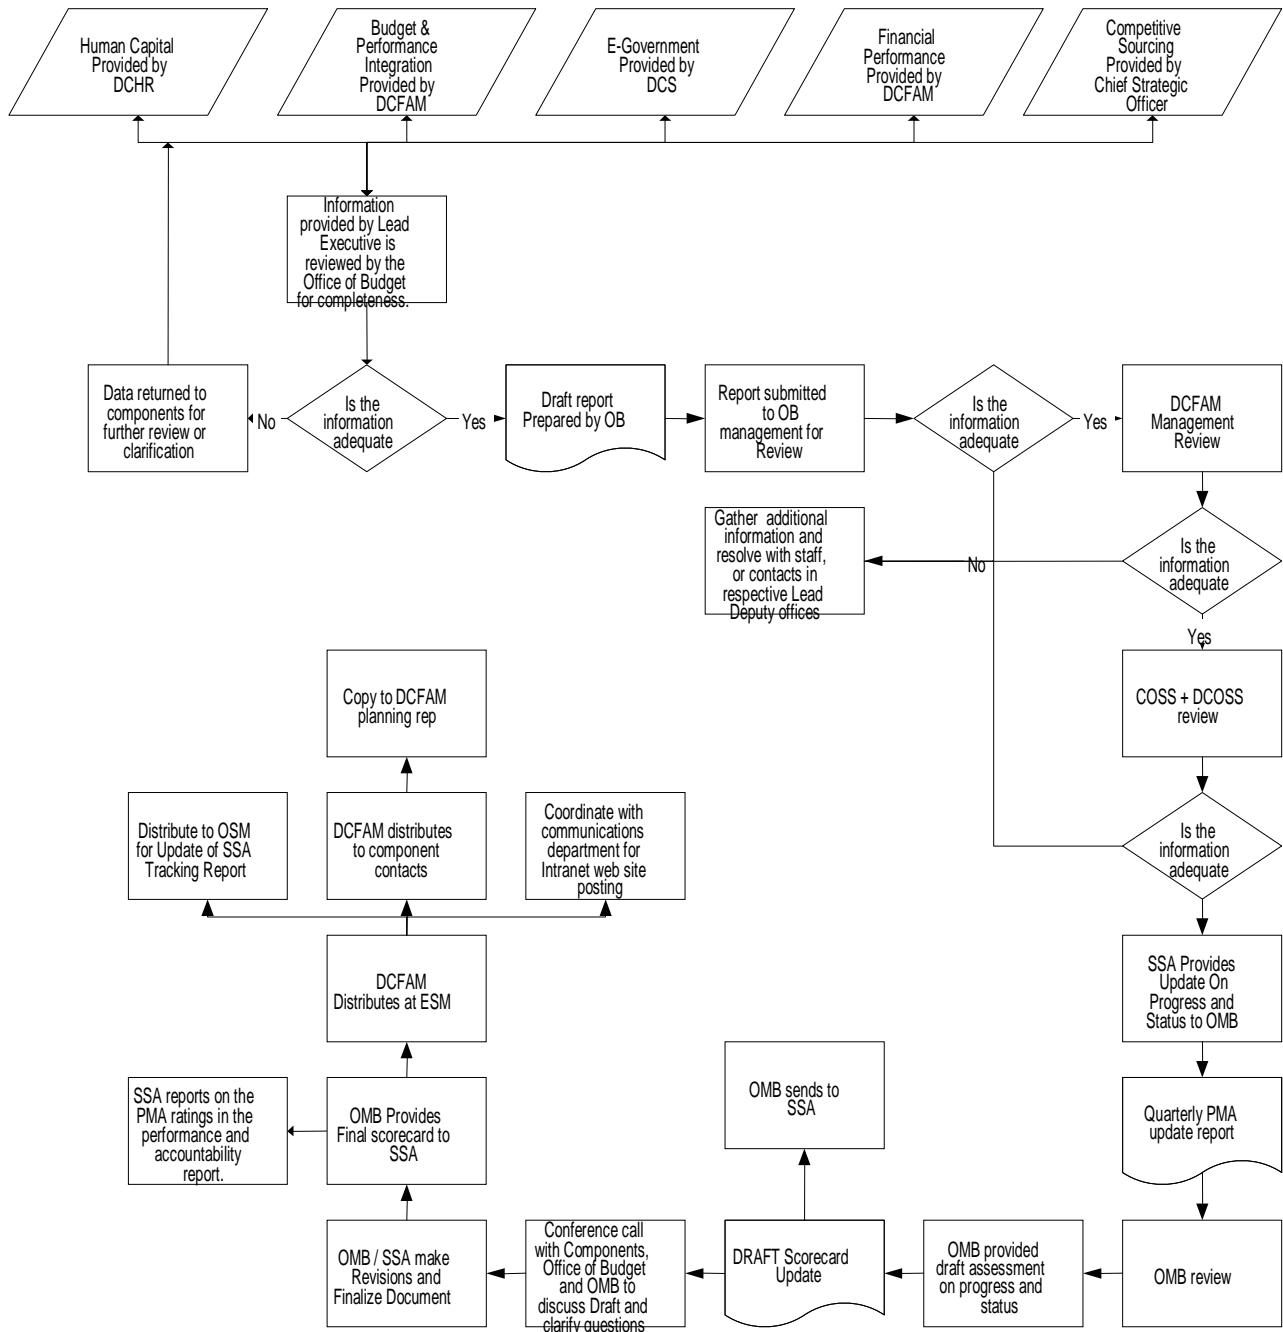 Human Capital
Provided by
DCHR
Budget &
Performance
Integration
Provided by
DCFAM
E-Government
Provided by
DCS
Financial
Performance
Provided by
DCFAM
Competitive
Sourcing
Provided by
Chief Strategic
Officer
Information
provided by Lead
Executive is
reviewed by the
Office of Budget
for completeness.
Data returned to
components for
further review or
clarification
No
Is the
information
adequate
Yes
Draft report
Prepared by OB
Report submitted
to OB
management for
Review
Is the
information
adequate
Yes
DCFAM
Management
Review
Gather additional
information and
resolve with staff,
or contacts in
respective Lead
Deputy offices
No
Is the
information
adequate
Yes
COSS + DCOSS
review
Copy to DCFAM
planning rep
Distribute to OSM
for Update of SSA
Tracking Report
DCFAM distributes
to component
contacts
Coordinate with
communications
department for
Intranet web site
posting
Is the
information
adequate
DCFAM
Distributes at ESM
SSA Provides
Update On
Progress and
Status to OMB
SSA reports on the
PMA ratings in the
performance and
accountability
report.
OMB Provides
Final scorecard to
SSA
OMB sends to
SSA
Quarterly PMA
update report
OMB / SSA make
Revisions and
Finalize Document
Conference call
with Components,
Office of Budget
and OMB to
discuss Draft and
clarify questions
DRAFT Scorecard
Update
OMB provided
draft assessment
on progress and
status
OMB review